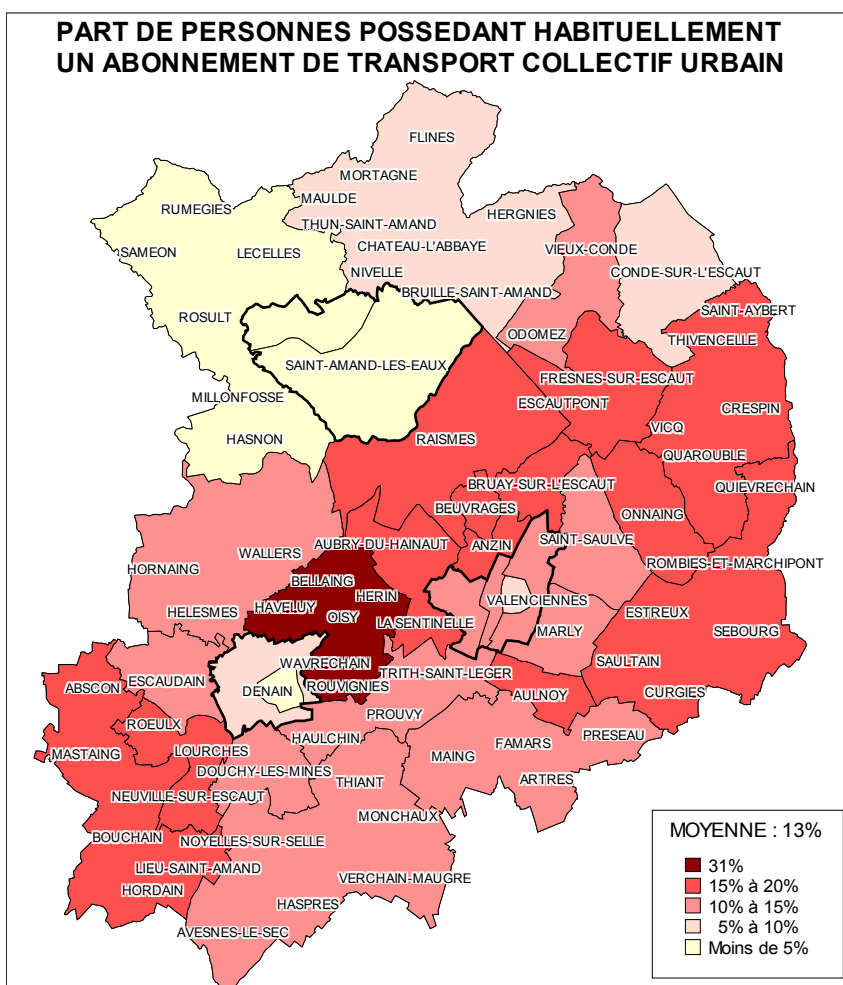 PART DE PERSONNES POSSEDANT HABITUELLEMENT
UN ABONNEMENT DE TRANSPORT COLLECTIF URBAIN
FLINES
MORTAGNE
MAULDE
RUMEGIES
HERGNIES
THUN-SAINT-AMAND
CHATEAU-L'ABBAYE
VIEUX-CONDE
SAMEON
LECELLES
NIVELLE
CONDE-SUR-L'ESCAUT
BRUILLE-SAINT-AMAND
SAINT-AYBERT
ROSULT
ODOMEZ
THIVENCELLE
SAINT-AMAND-LES-EAUX
FRESNES-SUR-ESCAUT
MILLONFOSSE
ESCAUTPONT
CRESPIN
HASNON
RAISMES
VICQ
QUAROUBLE
BRUAY-SUR-L'ESCAUT
QUIEVRECHAIN
BEUVRAGES
ONNAING
AUBRY-DU-HAINAUT
ANZIN
SAINT-SAULVE
WALLERS
HORNAING
ROMBIES-ET-MARCHIPONT
BELLAING
HERIN
HAVELUY
VALENCIENNES
HELESMES
OISY
LA SENTINELLE
ESTREUX
MARLY
SEBOURG
WAVRECHAIN
SAULTAIN
ESCAUDAIN
TRITH-SAINT-LEGER
ABSCON
DENAIN
ROUVIGNIES
AULNOY
CURGIES
PROUVY
ROEULX
PRESEAU
HAULCHIN
FAMARS
MASTAING
LOURCHES
MAING
DOUCHY-LES-MINES
THIANT
ARTRES
NEUVILLE-SUR-ESCAUT
MONCHAUX
BOUCHAIN
NOYELLES-SUR-SELLE
LIEU-SAINT-AMAND
VERCHAIN-MAUGRE
HORDAIN
HASPRES
AVESNES-LE-SEC
MOYENNE : 13%
31%
15% à 20%
10% à 15%
5% à 10%
Moins de 5%